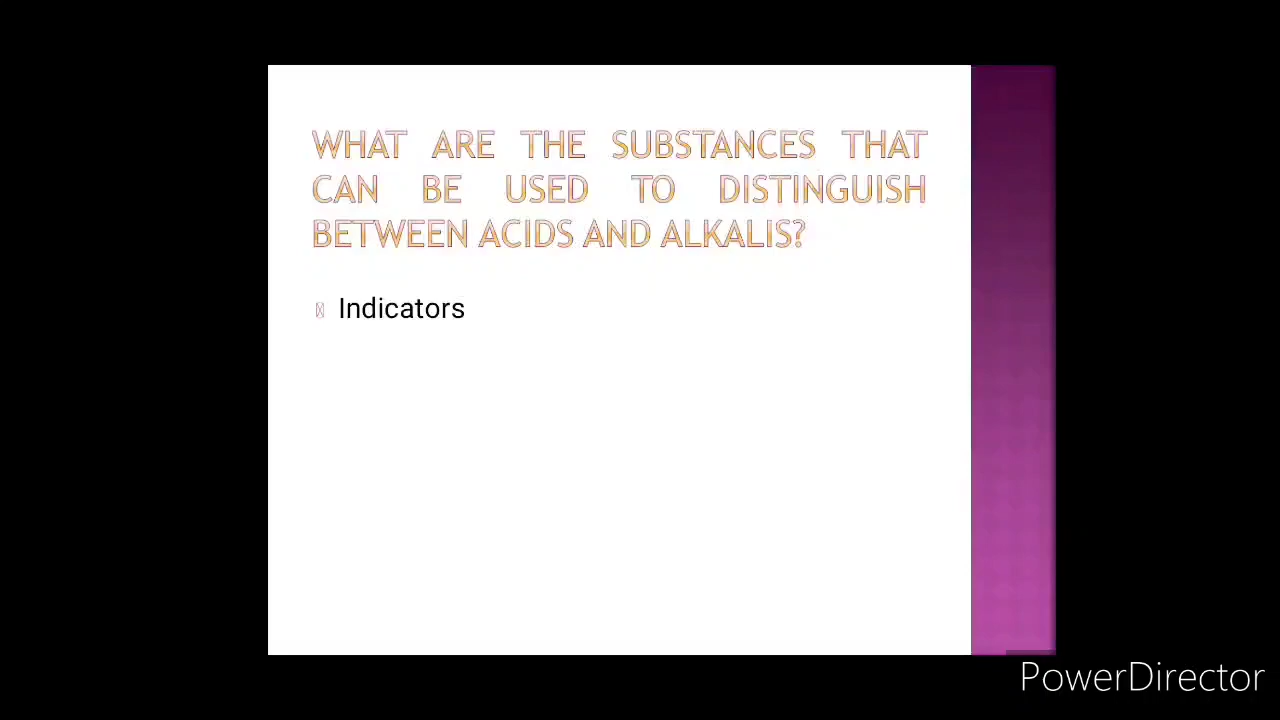 WHAT ARE THE SUBSTANCES THAT
CAN BE USED TO DISTINGUISH
BETWEEN ACIDS AND ALKALIS?
Indicators
PowerDirector